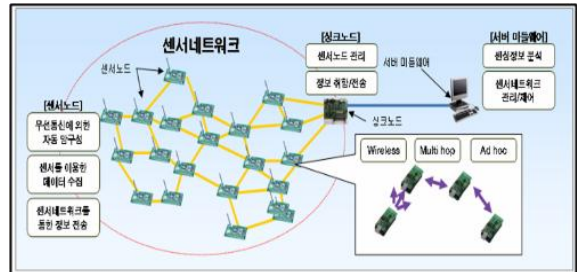 센서네트워크
센서노드
[센서노드]
무선통신에 의한
자동 망구성
센서를 이용한
데이터 수집
센서네트워크를
통한 정보 전송
[싱크노드]
센서노드 관리
정보 취합/전송
싱크노드
서버 미들웨어
[서버 미들웨어]
센싱정보 분석
센서네트워크
관리/제어
Wireless
Multi hop
Ad hoc